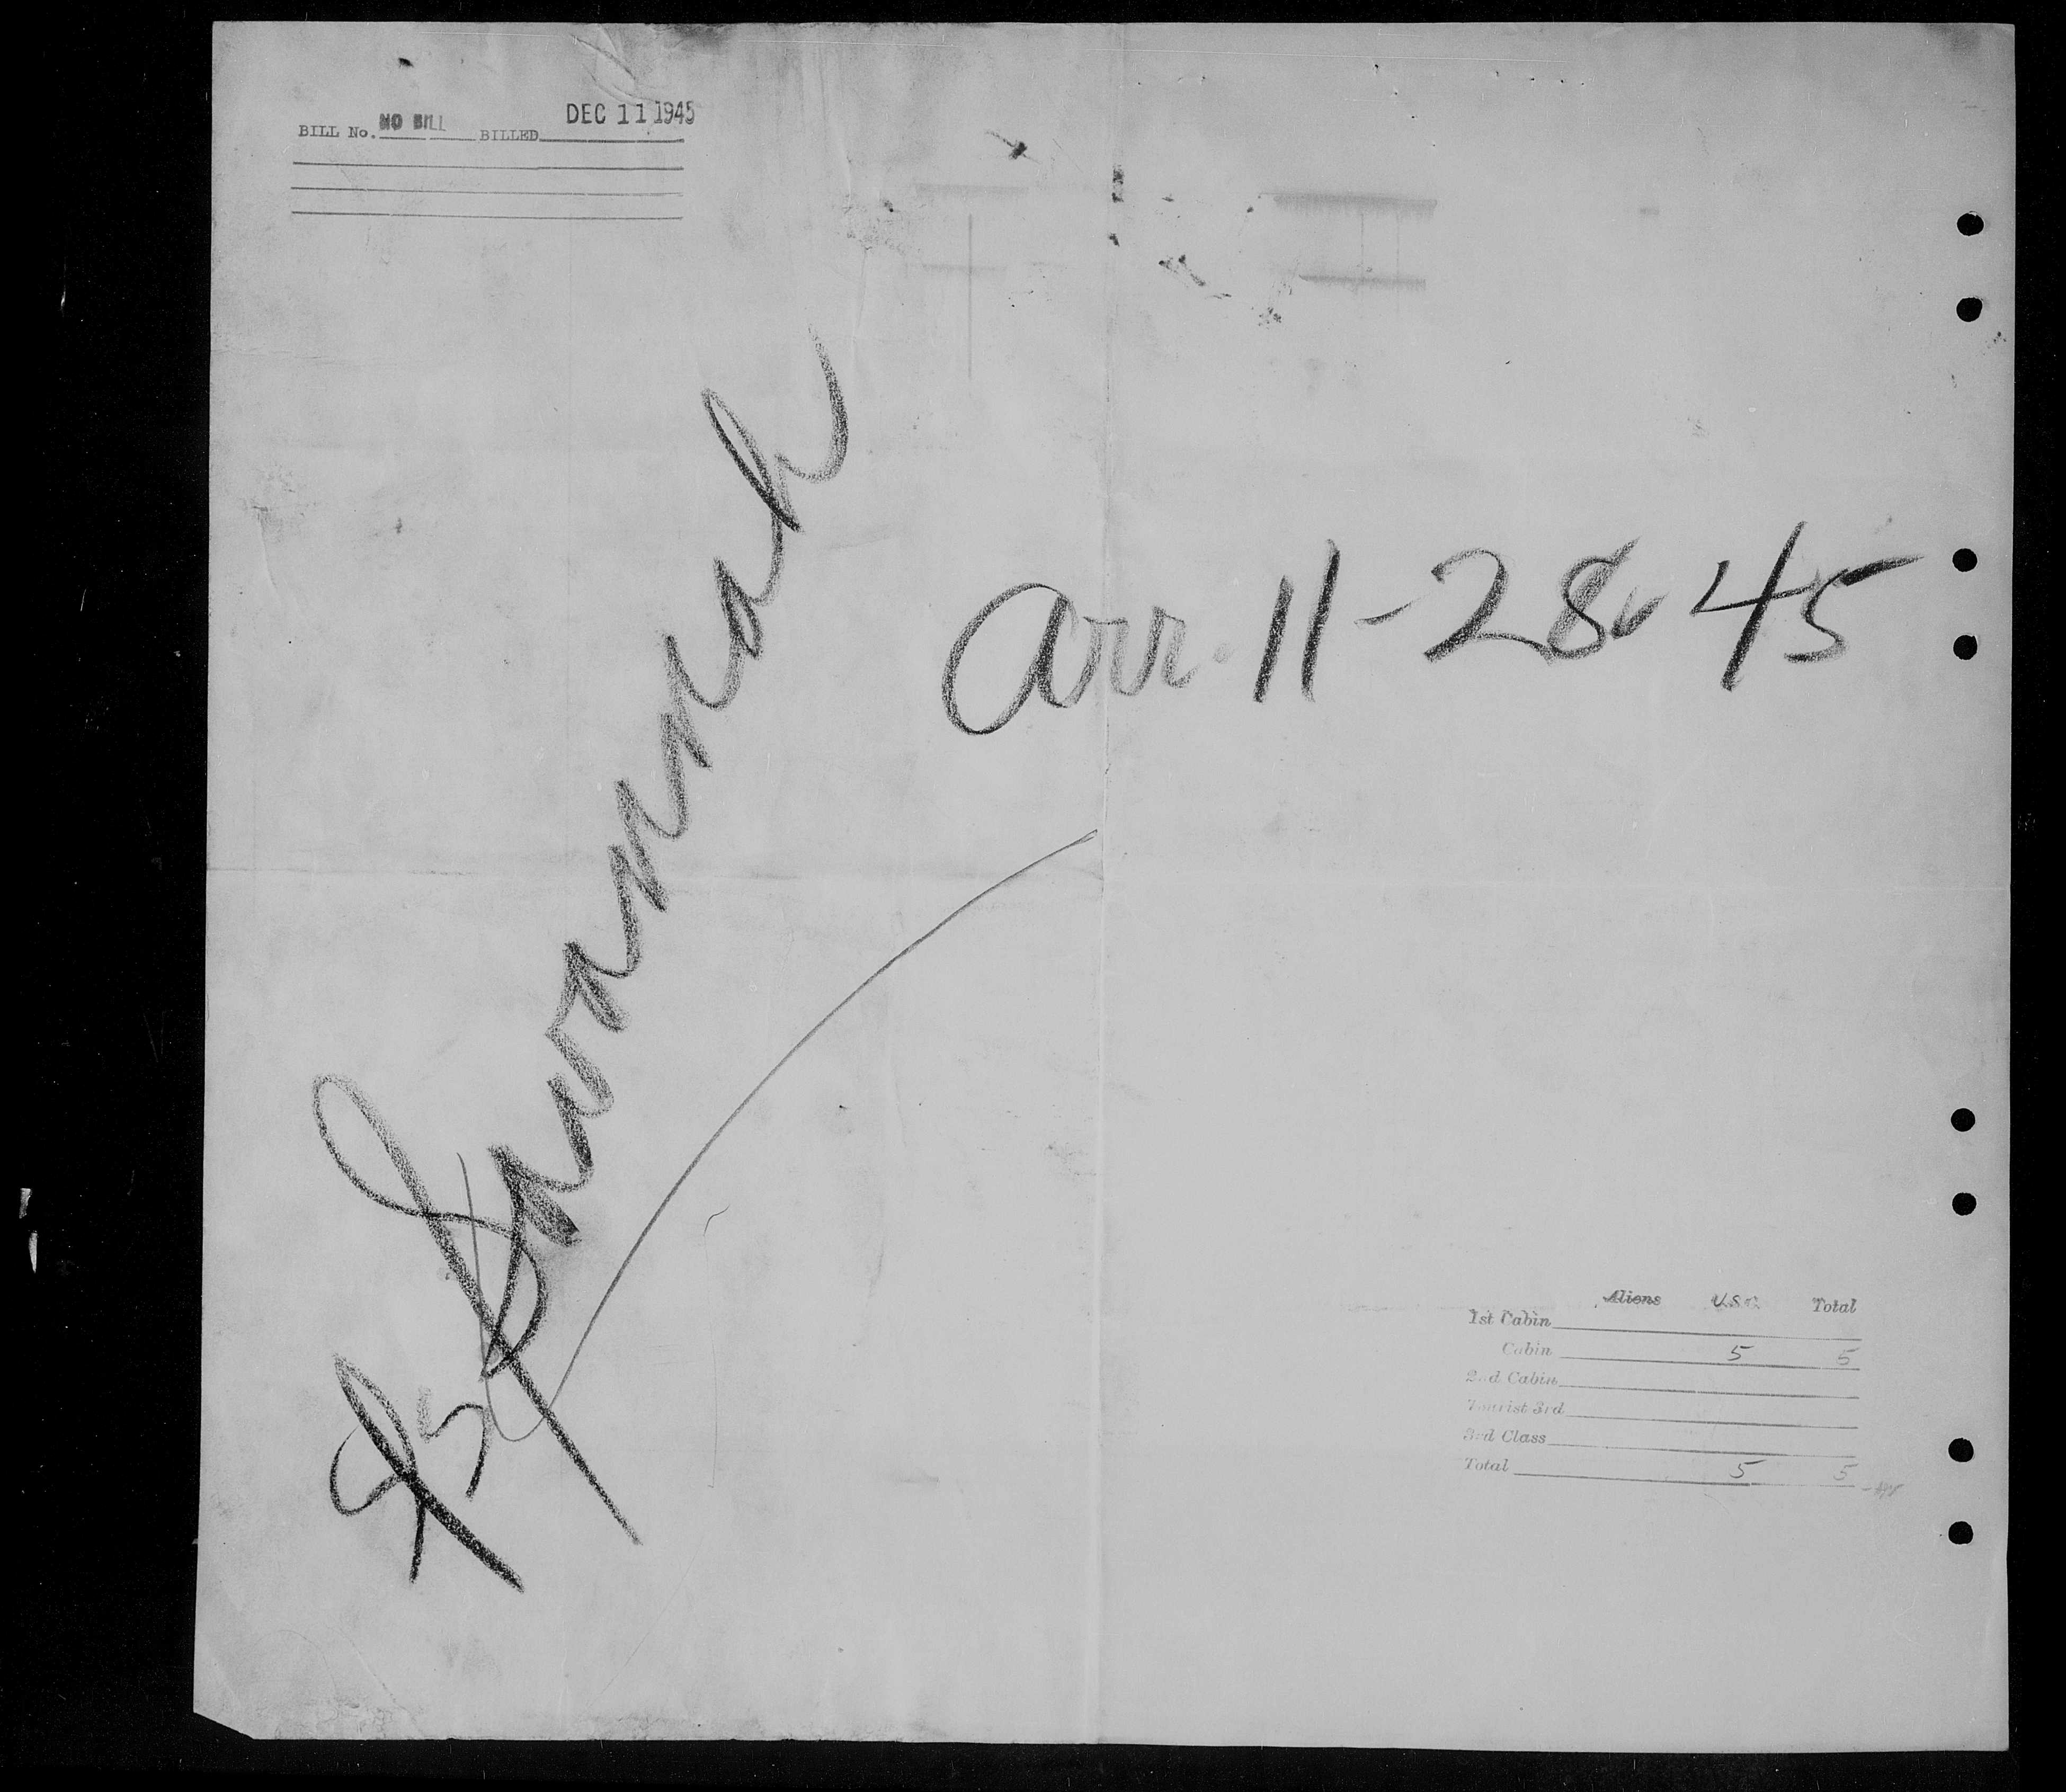 BILL No. NO BILL BILLED DEC 11 1945
Savannah
arr. 11-28-45
Aliens U.S.C. Total
1st Cabin
Cabin 5 5
2nd Cabin
Tourist 3rd
3rd Class
Total 5 5